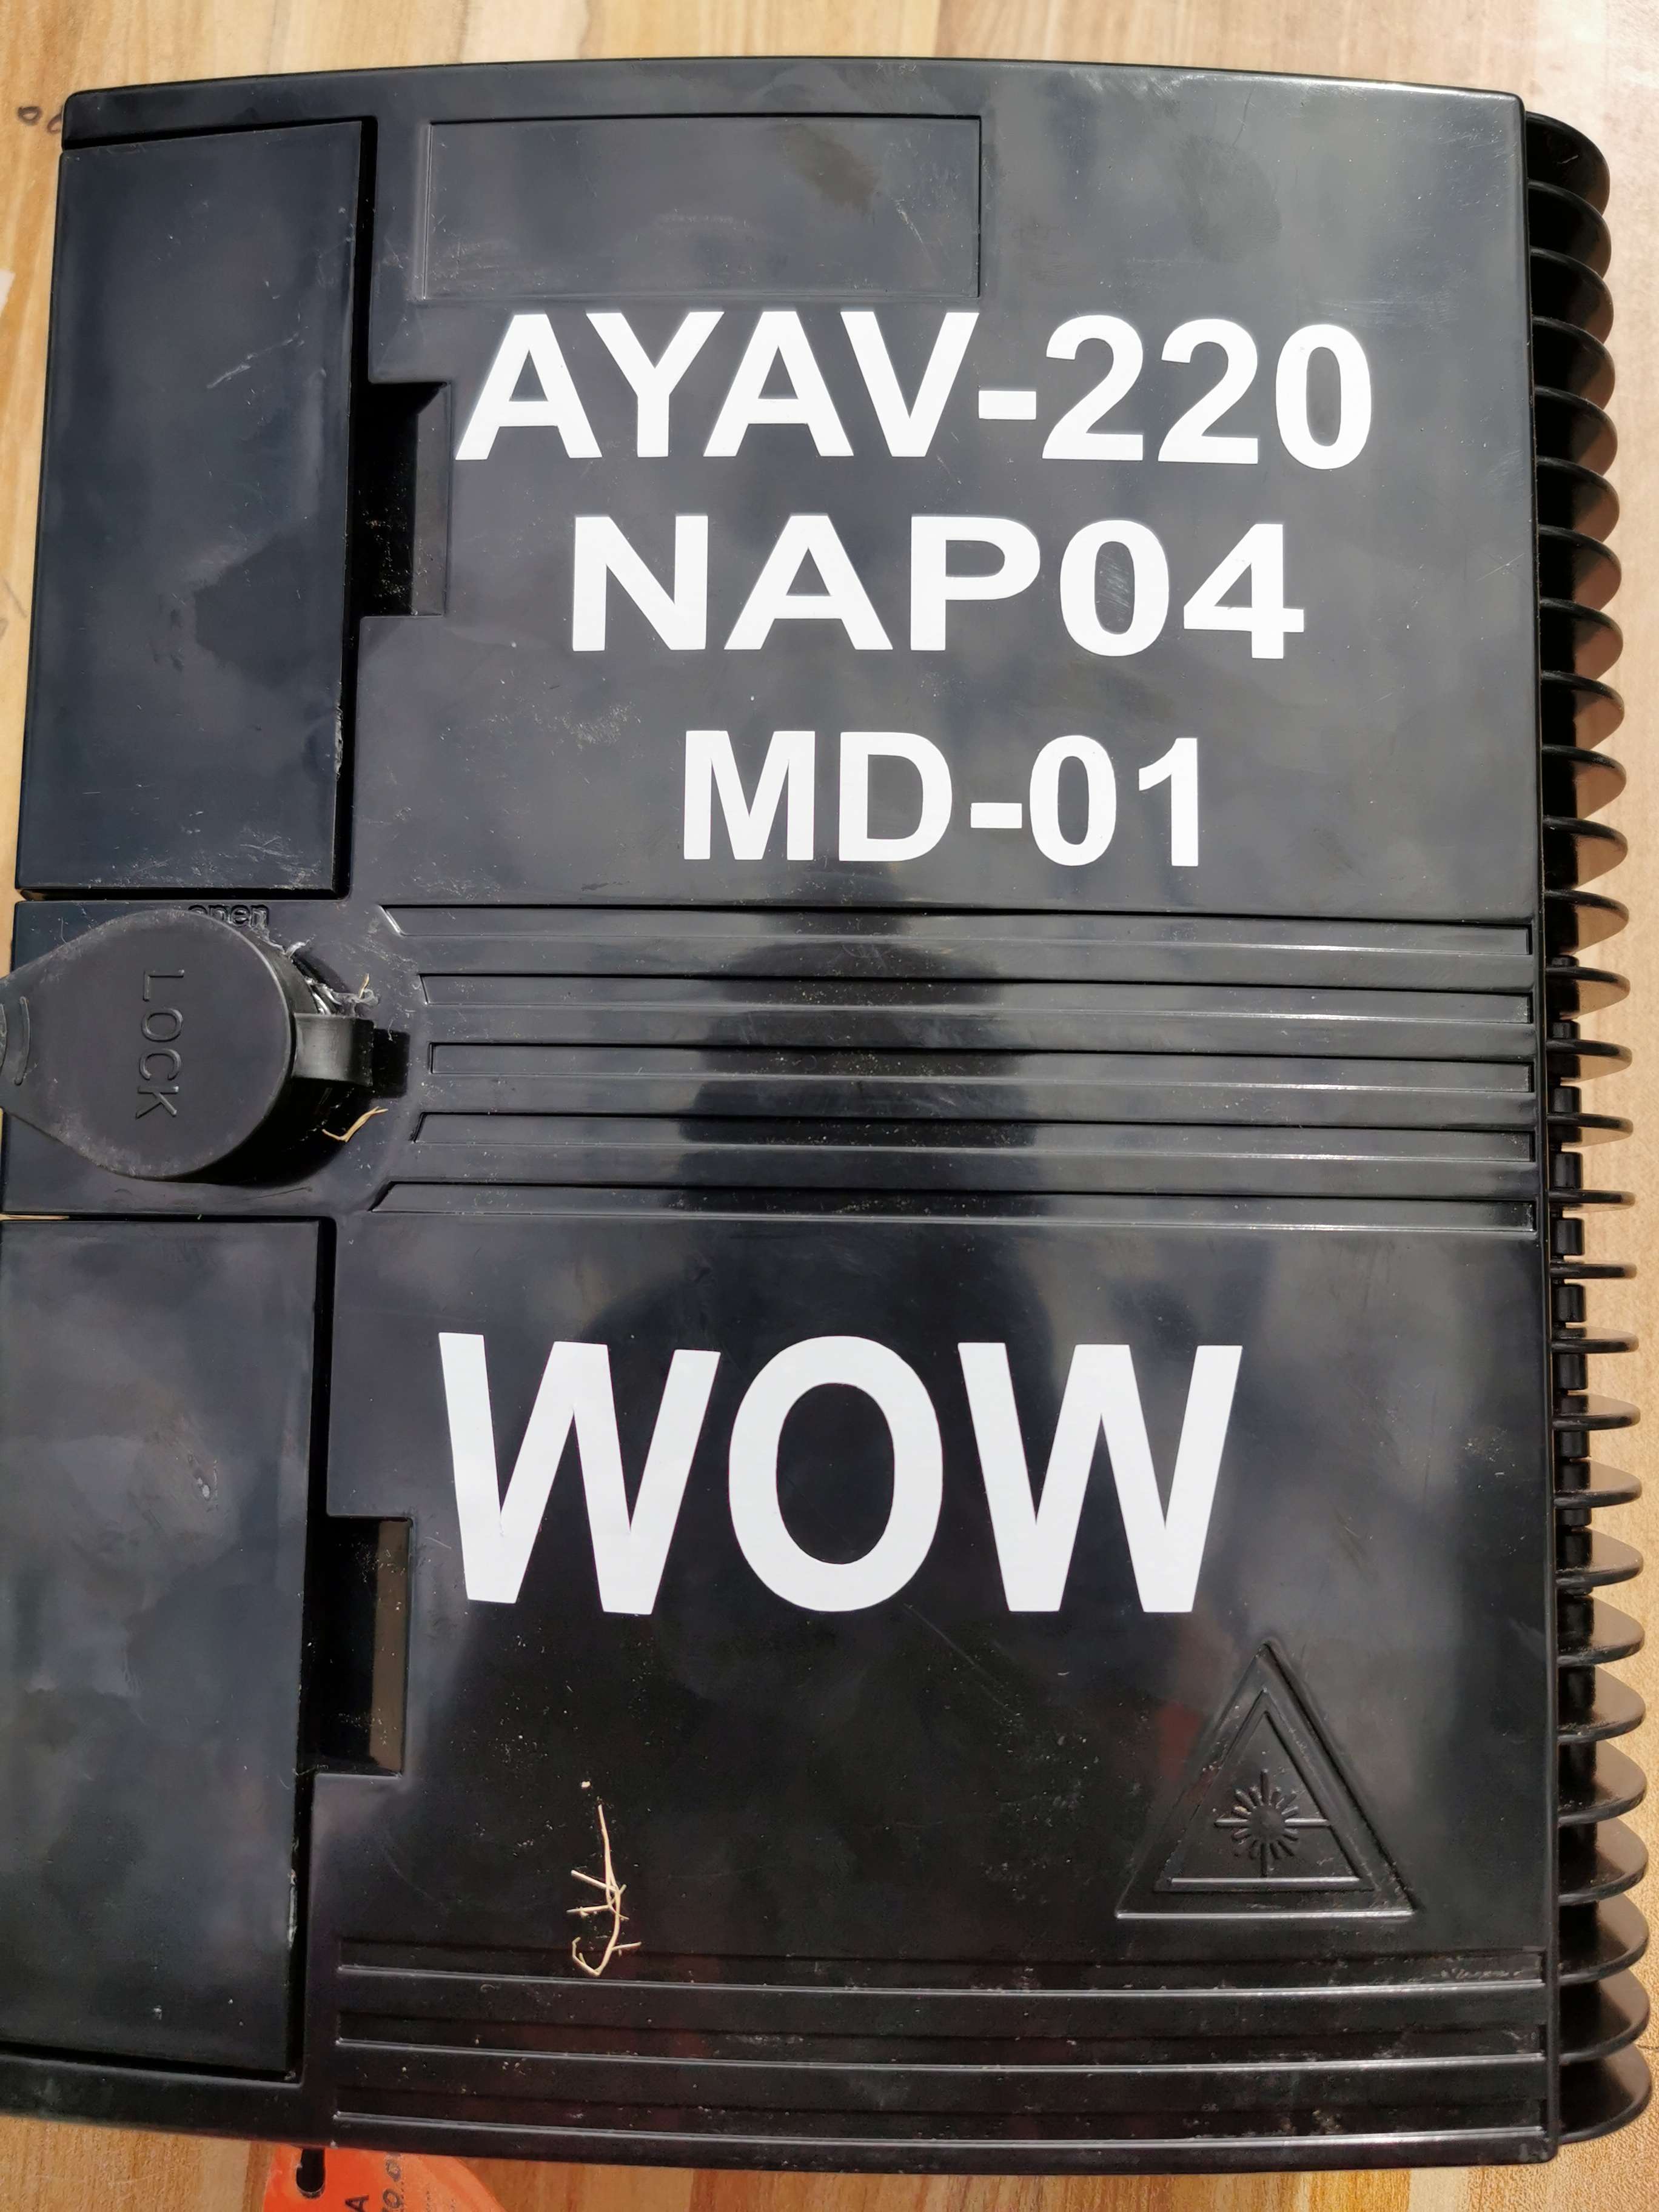 AYAV-220
NAP04
MD-01
open
LOCK
WOW